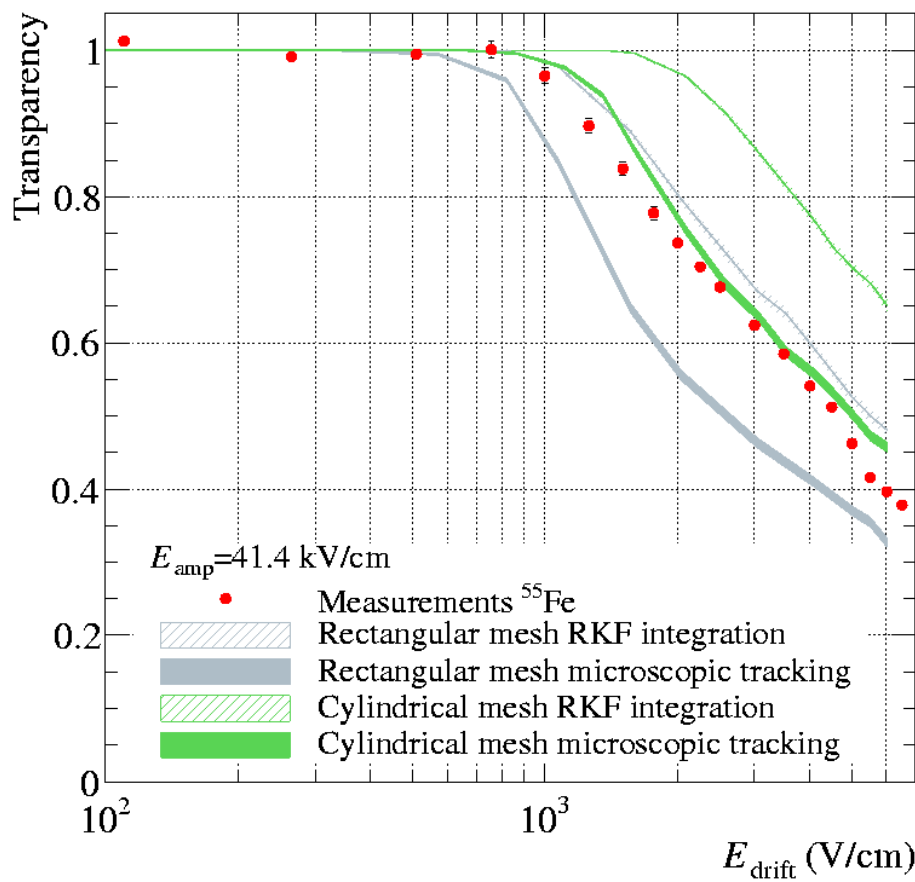 Transparency
1
0.8
0.6
0.4
0.2
0
E_amp=41.4 kV/cm
Measurements ⁵⁵Fe
Rectangular mesh RKF integration
Rectangular mesh microscopic tracking
Cylindrical mesh RKF integration
Cylindrical mesh microscopic tracking
10² 10³
E_drift (V/cm)